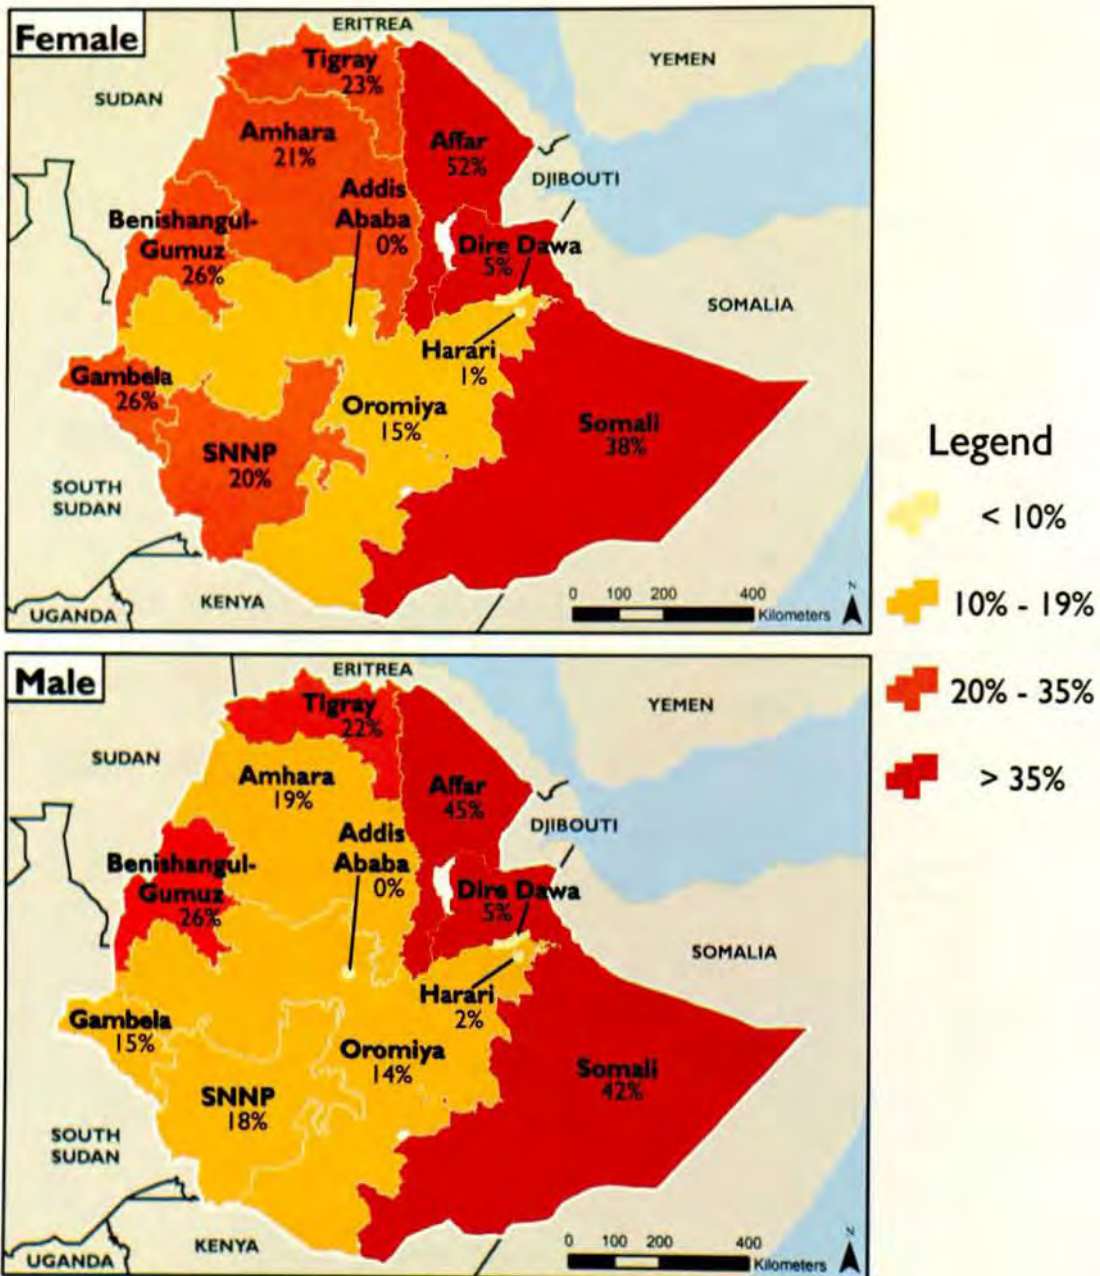 Female
ERITREA
YEMEN
SUDAN
Tigray
23%
Amhara
21%
Affar
52%
Addis
Ababa
0%
DJIBOUTI
Benishangul-
Gumuz
26%
Dire Dawa
5%
SOMALIA
Harari
1%
Gambela
26%
Oromiya
15%
Somali
38%
SNNP
20%
SOUTH
SUDAN
UGANDA
KENYA
0 100 200 400
Kilometers
N
Legend
< 10%
10% - 19%
20% - 35%
> 35%
Male
ERITREA
YEMEN
SUDAN
Tigray
22%
Amhara
19%
Affar
45%
Addis
Ababa
0%
DJIBOUTI
Benishangul-
Gumuz
26%
Dire Dawa
5%
SOMALIA
Harari
2%
Gambela
15%
Oromiya
14%
Somali
42%
SNNP
18%
SOUTH
SUDAN
UGANDA
KENYA
0 100 200 400
Kilometers
N